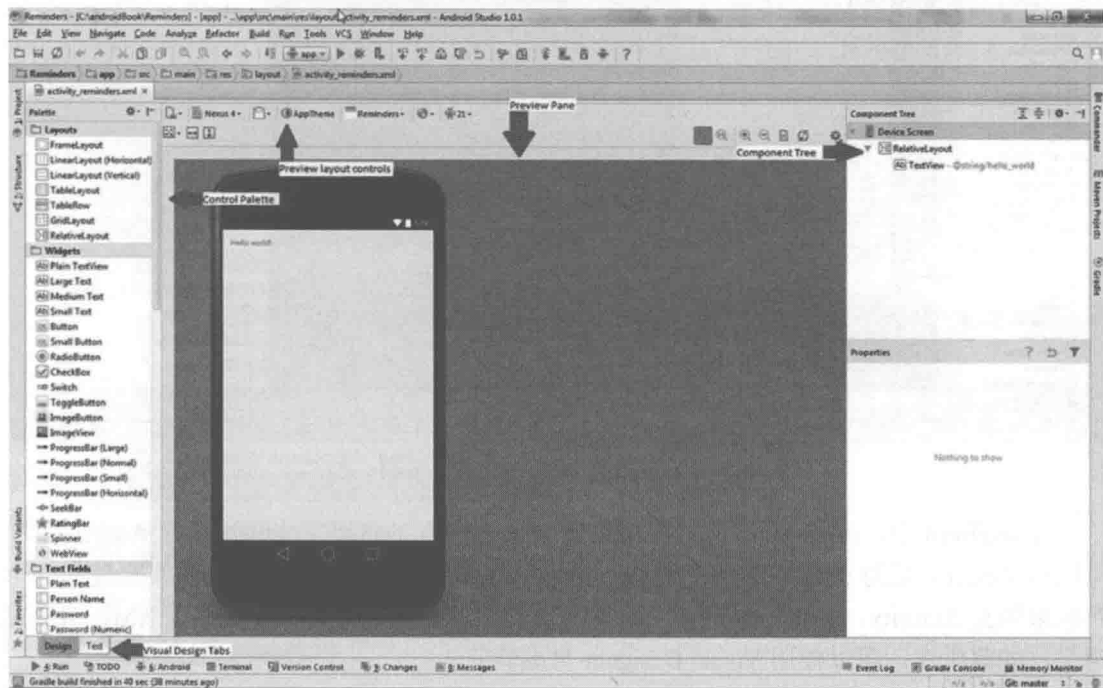 Reminders - [C:\androidBook\Reminders] - [app] - ...\app\src\main\res\layout\activity_reminders.xml - Android Studio 1.0.1
File Edit View Navigate Code Analyze Refactor Build Run Tools VCS Window Help
app
Reminders app src main res layout activity_reminders.xml
activity_reminders.xml
Palette
Nexus 4 AppTheme Reminders 21
Preview Pane
Component Tree
Layouts
FrameLayout
LinearLayout (Horizontal)
LinearLayout (Vertical)
TableLayout
TableRow
GridLayout
RelativeLayout
Widgets
Plain TextView
Large Text
Medium Text
Small Text
Button
Small Button
RadioButton
CheckBox
Switch
ToggleButton
ImageButton
ImageView
ProgressBar (Large)
ProgressBar (Normal)
ProgressBar (Small)
ProgressBar (Horizontal)
SeekBar
RatingBar
Spinner
WebView
Text Fields
Plain Text
Person Name
Password
Password (Numeric)
Preview layout controls
Control Palette
Hello world!
Component Tree
Device Screen
RelativeLayout
TextView - @string/hello_world
Properties
Nothing to show
1: Project
7: Structure
Build Variants
2: Favorites
Commander
Maven Projects
Gradle
Design Text
Visual Design Tabs
4: Run TODO 6: Android Terminal Version Control 9: Changes 0: Messages
Event Log Gradle Console Memory Monitor
Gradle build finished in 40 sec (38 minutes ago)
n/a n/a Git: master